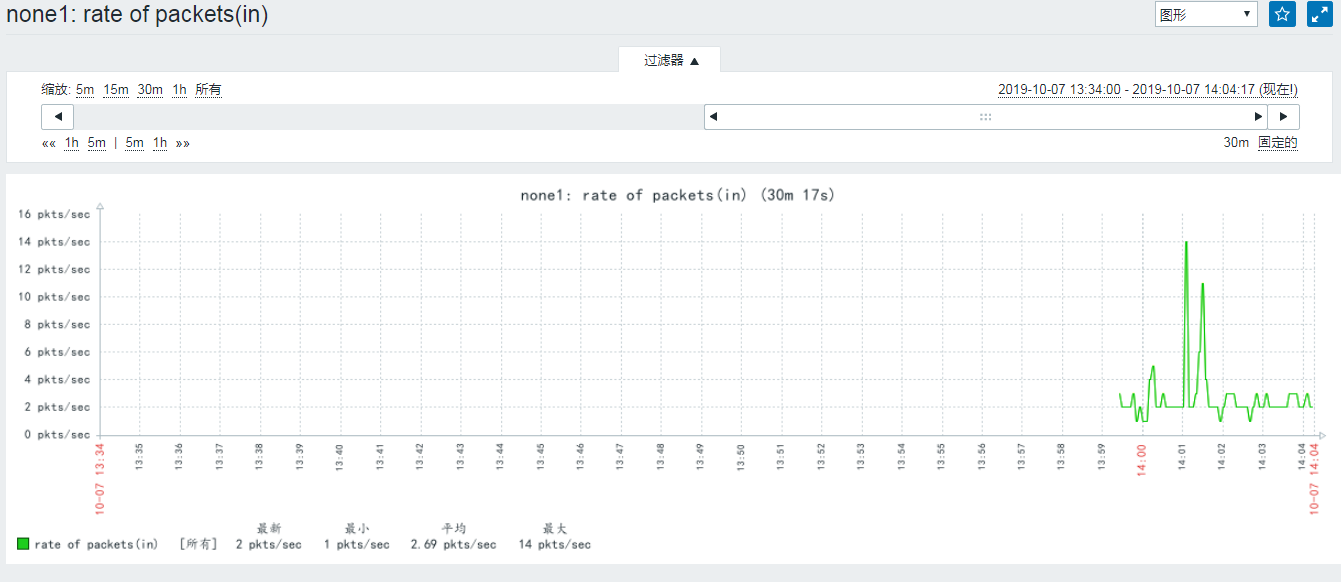 none1: rate of packets(in)
图形
过滤器 ▲
缩放: 5m 15m 30m 1h 所有
2019-10-07 13:34:00 - 2019-10-07 14:04:17 (现在!)
«« 1h 5m | 5m 1h »»
30m 固定的
none1: rate of packets(in) (30m 17s)
16 pkts/sec
14 pkts/sec
12 pkts/sec
10 pkts/sec
8 pkts/sec
6 pkts/sec
4 pkts/sec
2 pkts/sec
0 pkts/sec
10-07 13:34
13:35
13:36
13:37
13:38
13:39
13:40
13:41
13:42
13:43
13:44
13:45
13:46
13:47
13:48
13:49
13:50
13:51
13:52
13:53
13:54
13:55
13:56
13:57
13:58
13:59
14:00
14:01
14:02
14:03
14:04
10-07 14:04
最新 最小 平均 最大
rate of packets(in) [所有] 2 pkts/sec 1 pkts/sec 2.69 pkts/sec 14 pkts/sec